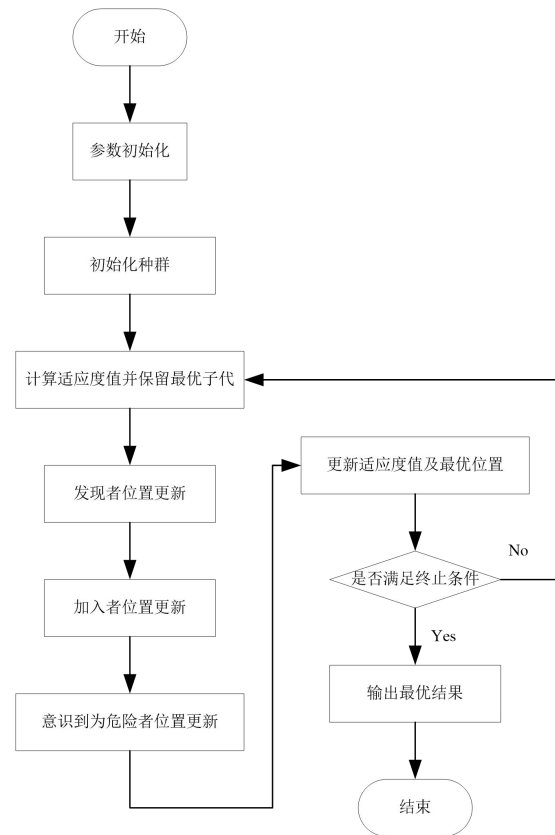 开始
参数初始化
初始化种群
计算适应度值并保留最优子代
发现者位置更新
加入者位置更新
意识到为危险者位置更新
更新适应度值及最优位置
是否满足终止条件
No
Yes
输出最优结果
结束